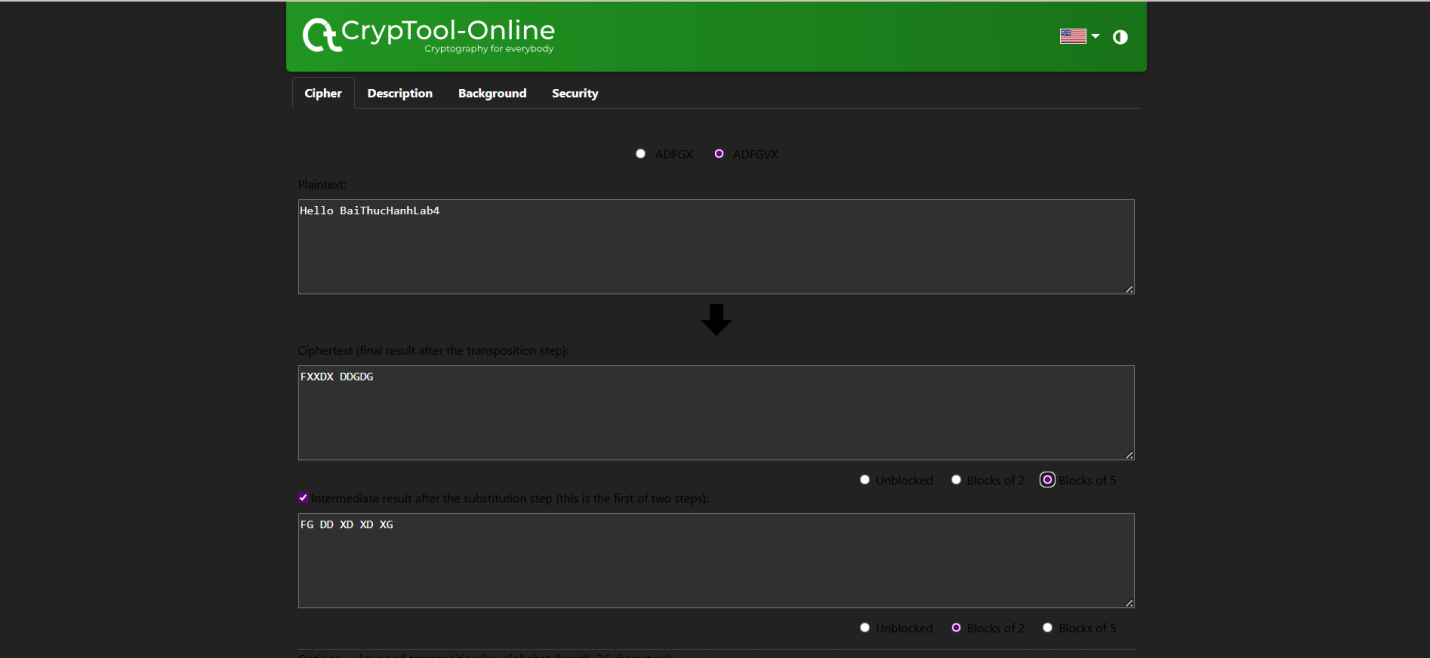 CrypTool-Online
Cryptography for everybody
Cipher Description Background Security
ADFGX ADFGVX
Plaintext:
Hello BaiThucHanhLab4
Ciphertext (final result after the transposition step):
FXXDX DDGDG
Unblocked Blocks of 2 Blocks of 5
Intermediate result after the substitution step (this is the first of two steps):
FG DD XD XD XG
Unblocked Blocks of 2 Blocks of 5